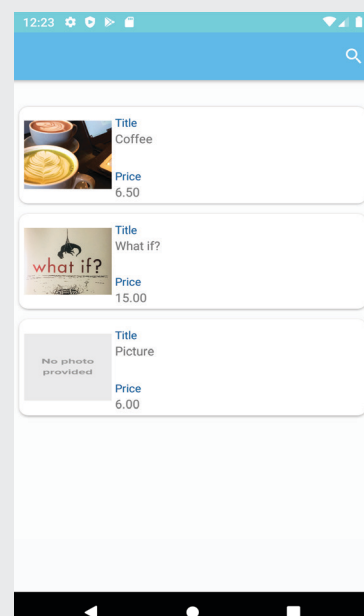 12:23
Title
Coffee
Price
6.50
what if?
Title
What if?
Price
15.00
No photo
provided
Title
Picture
Price
6.00